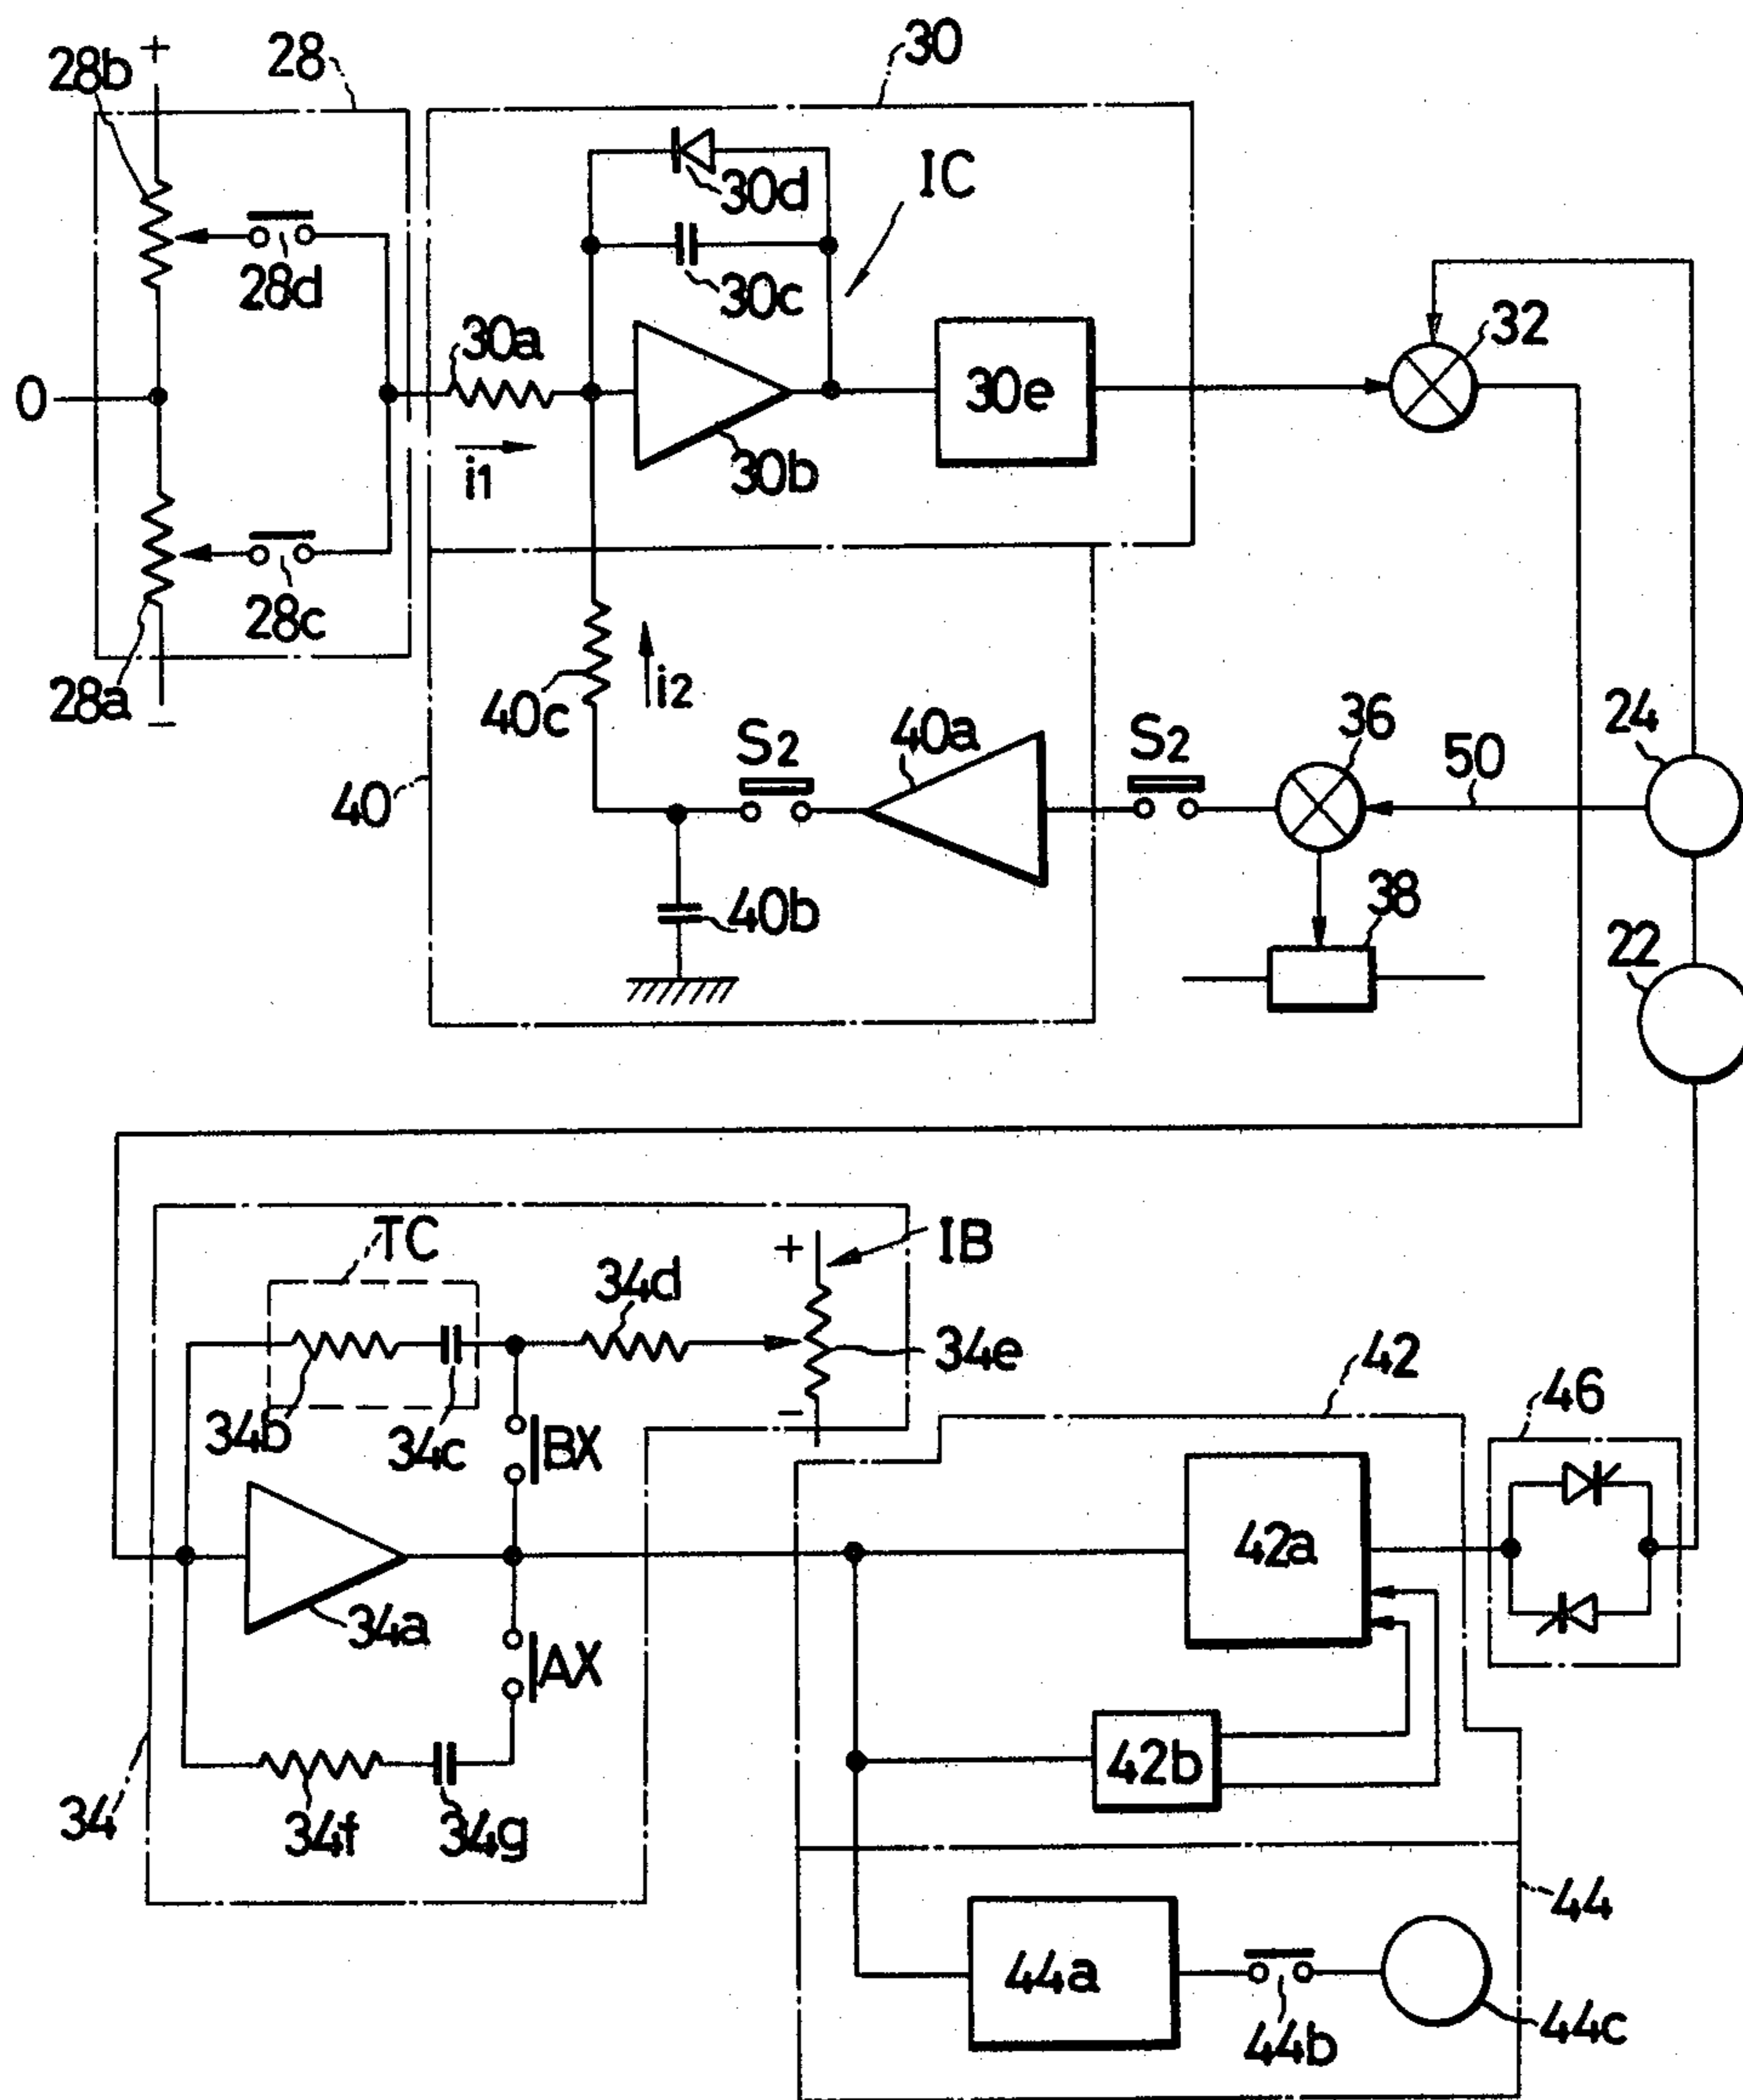 +
28b
28
30
30d
IC
28d
30c
30a
32
0
30e
i1
30b
28c
28a
−
40c
i2
S2
40a
S2
36
50
24
40
40b
38
22
TC
+
IB
34d
34e
42
34b
34c
−
BX
46
42a
34a
AX
42b
34
34f
34g
44
44a
44b
44c